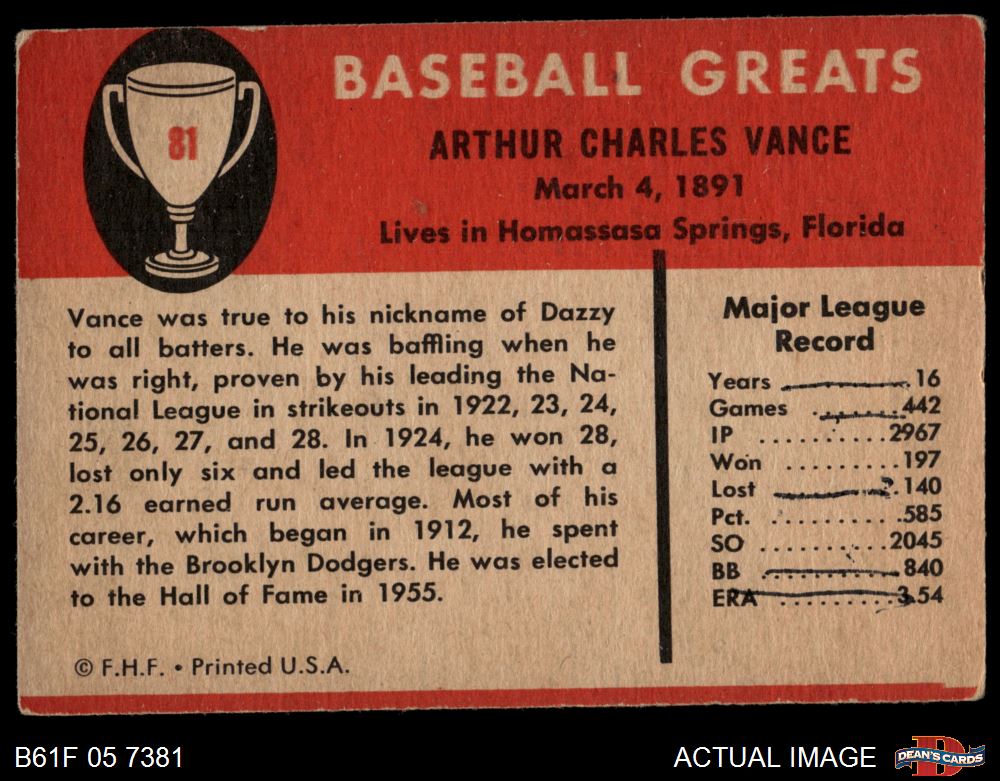 81
BASEBALL GREATS
ARTHUR CHARLES VANCE
March 4, 1891
Lives in Homassasa Springs, Florida
Vance was true to his nickname of Dazzy
to all batters. He was baffling when he
was right, proven by his leading the Na-
tional League in strikeouts in 1922, 23, 24,
25, 26, 27, and 28. In 1924, he won 28,
lost only six and led the league with a
2.16 earned run average. Most of his
career, which began in 1912, he spent
with the Brooklyn Dodgers. He was elected
to the Hall of Fame in 1955.
© F.H.F. • Printed U.S.A.
Major League
Record
Years 16
Games 442
IP ..........2967
Won .........197
Lost 140
Pct. ..........585
SO ..........2045
BB 840
ERA .........3.54
B61F 05 7381
ACTUAL IMAGE
DEAN'S CARDS